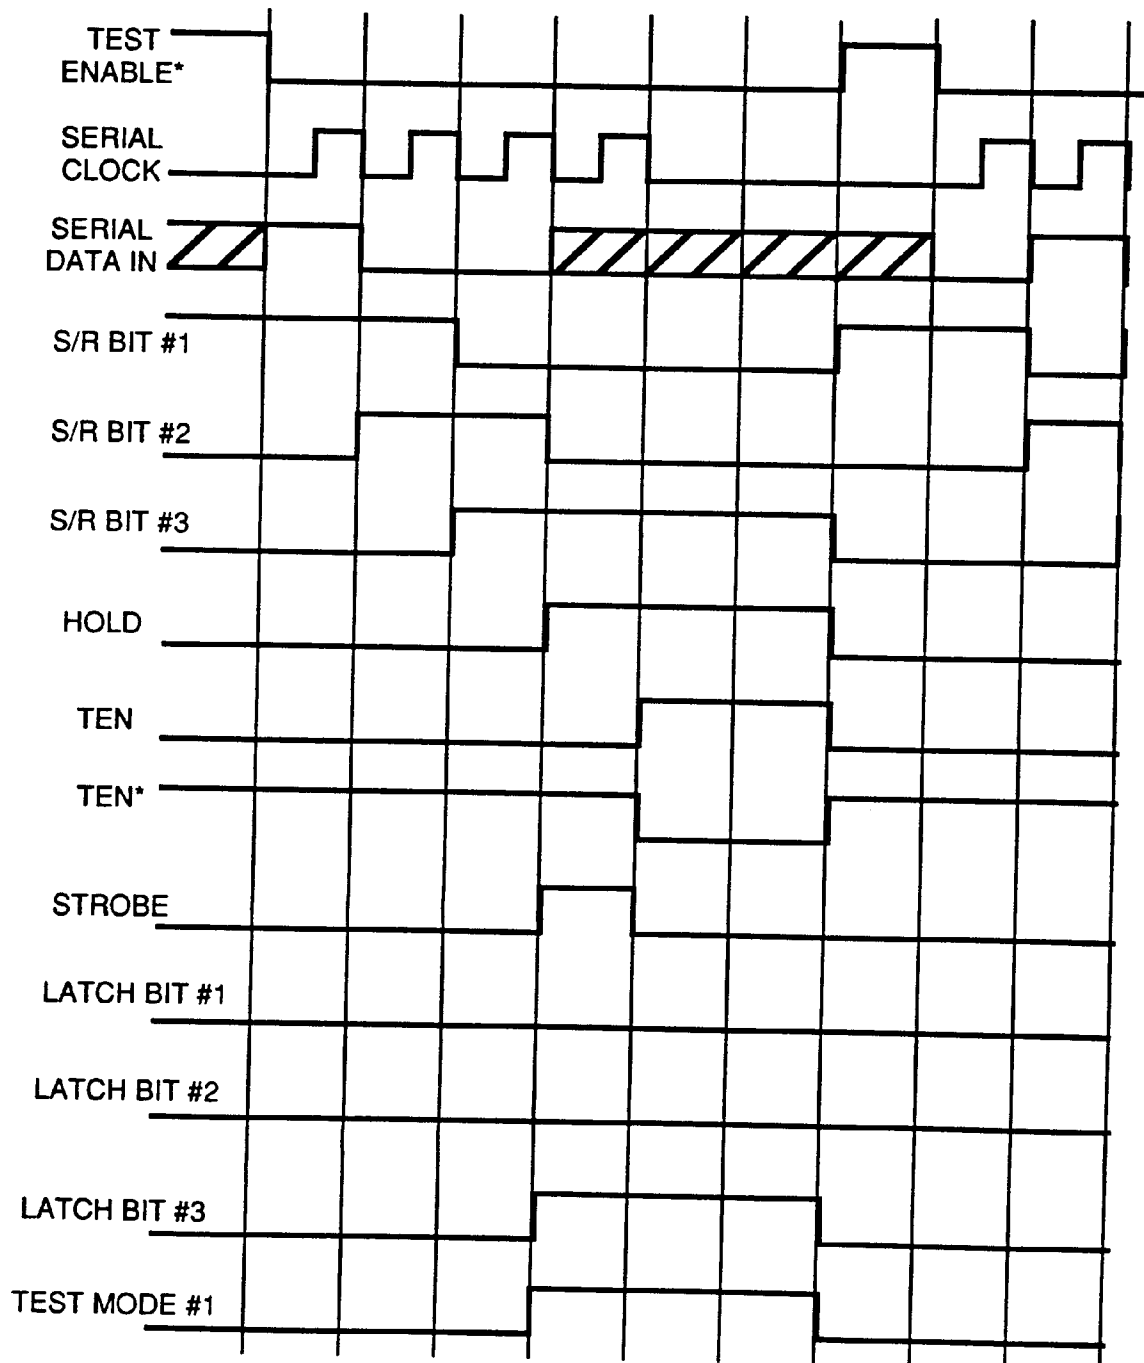 TEST
ENABLE*
SERIAL
CLOCK
SERIAL
DATA IN
S/R BIT #1
S/R BIT #2
S/R BIT #3
HOLD
TEN
TEN*
STROBE
LATCH BIT #1
LATCH BIT #2
LATCH BIT #3
TEST MODE #1